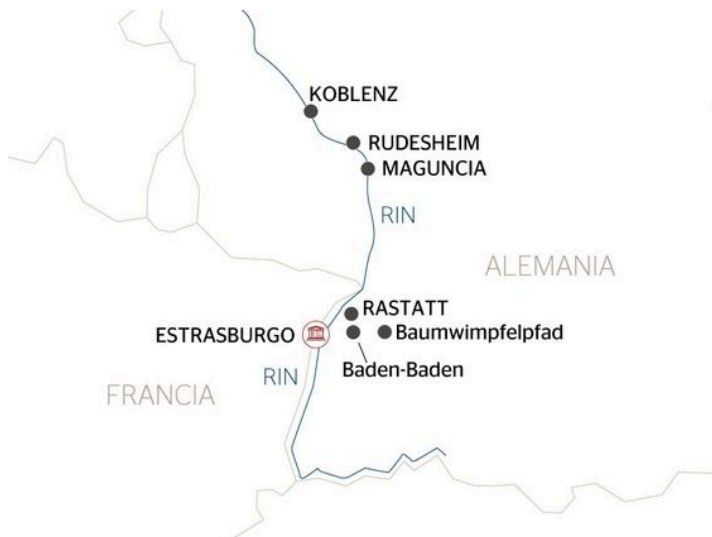 KOBLENZ
RUDESHEIM
MAGUNCIA
RIN
ALEMANIA
RASTATT
ESTRASBURGO
Baumwimpfelpfad
Baden-Baden
RIN
FRANCIA